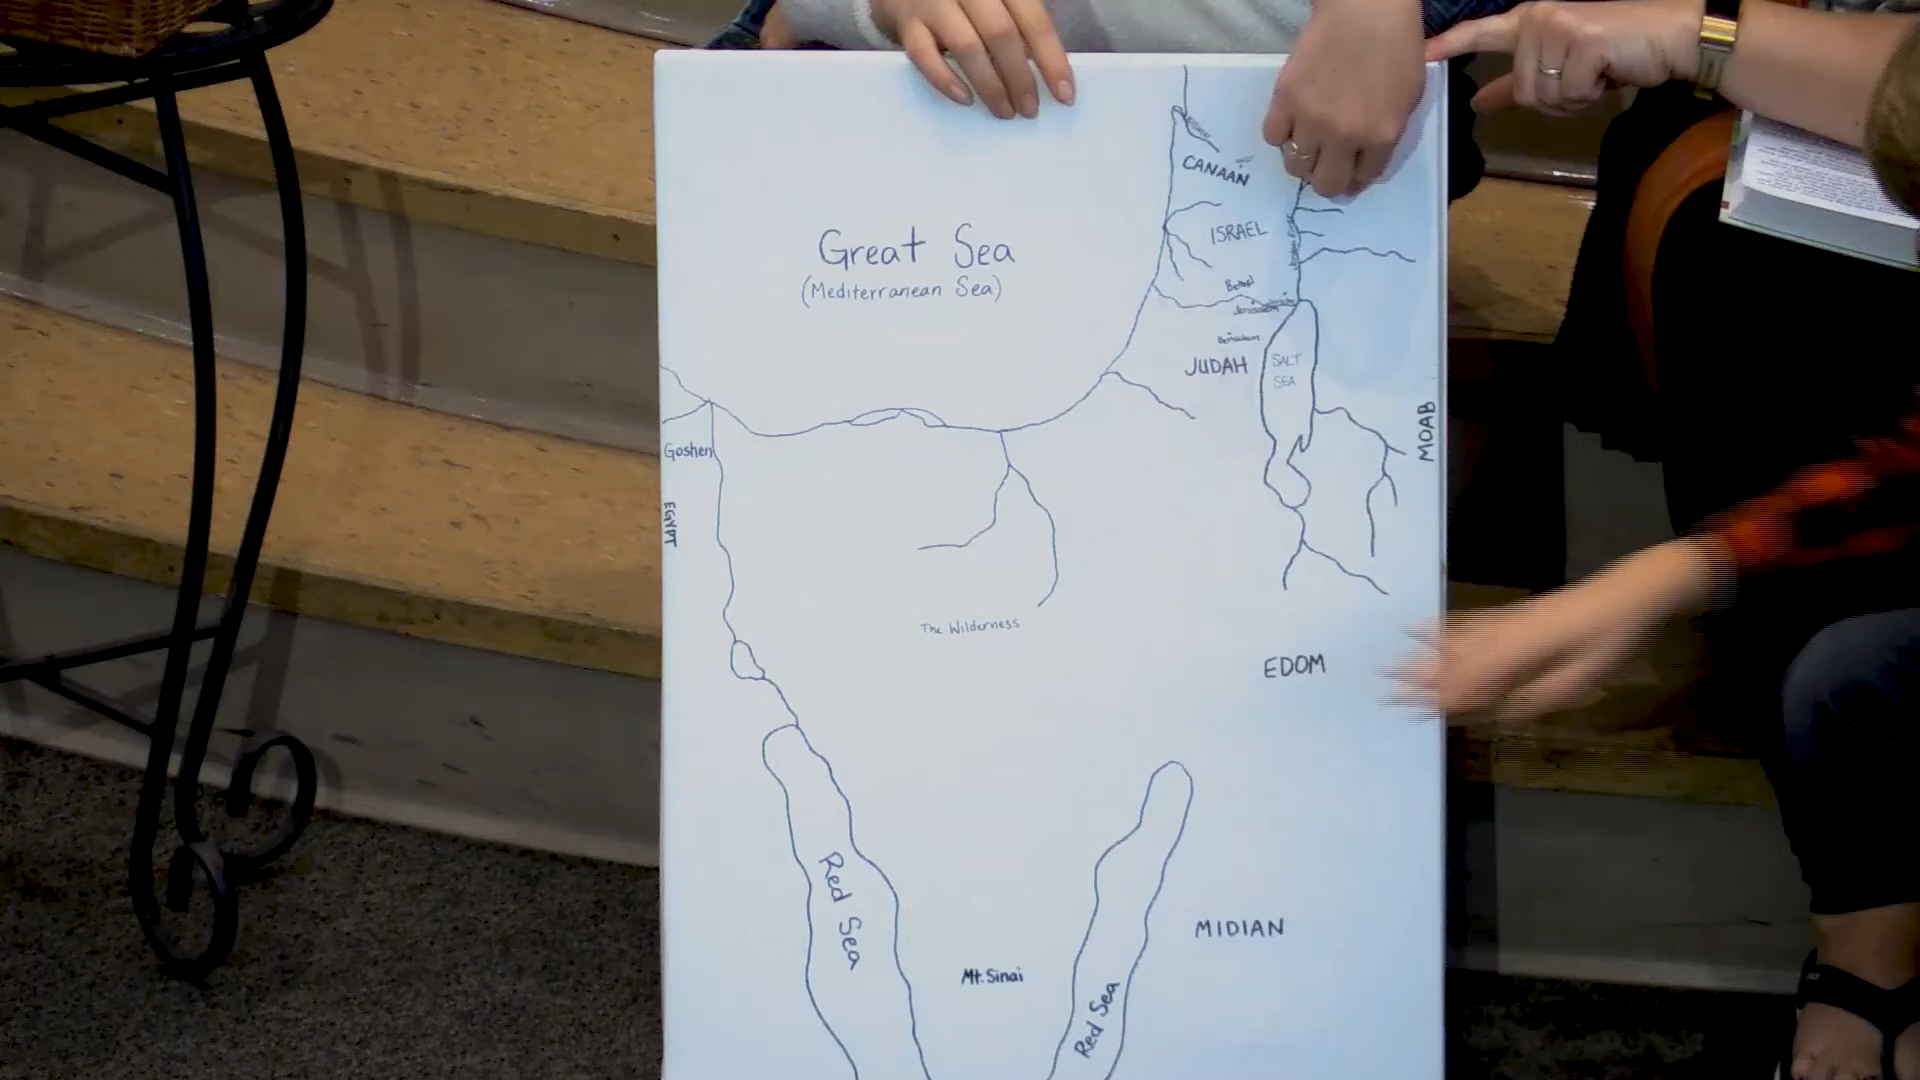 CANAAN
ISRAEL
Great Sea
(Mediterranean Sea)
Bethel
Jerusalem
Bethlehem
JUDAH
SALT
SEA
MOAB
Goshen
EGYPT
The Wilderness
EDOM
Red Sea
MIDIAN
Mt. Sinai
Red Sea